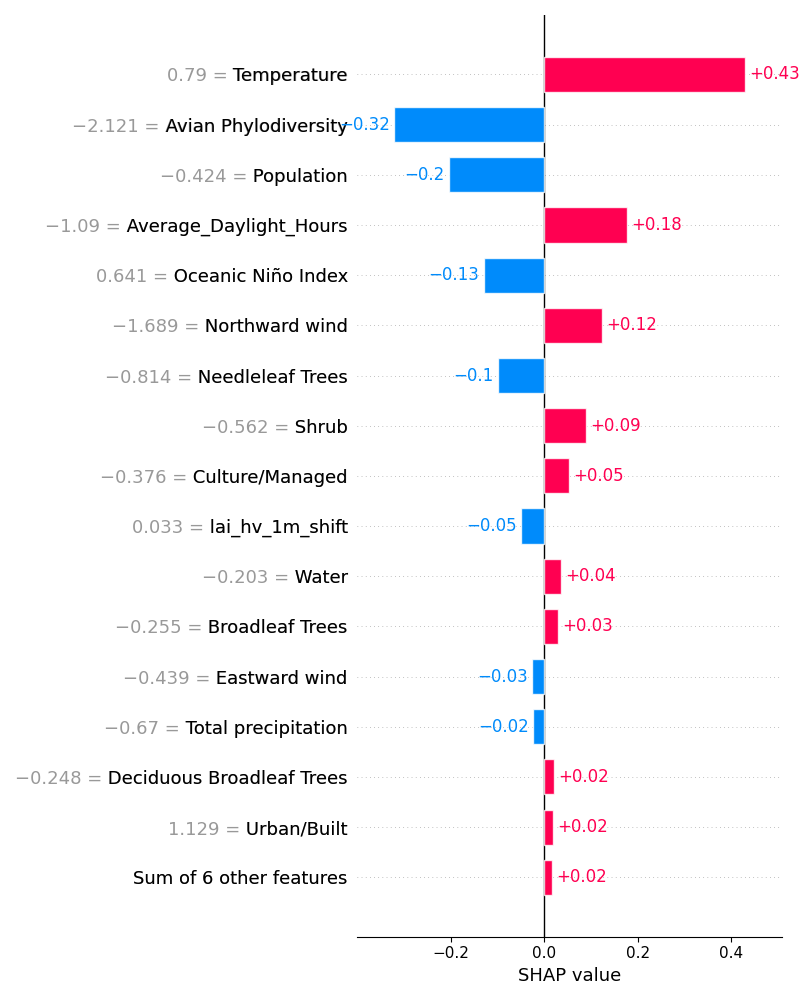 0.79 = Temperature +0.43
−2.121 = Avian Phylodiversity −0.32
−0.424 = Population −0.2
−1.09 = Average_Daylight_Hours +0.18
0.641 = Oceanic Niño Index −0.13
−1.689 = Northward wind +0.12
−0.814 = Needleleaf Trees −0.1
−0.562 = Shrub +0.09
−0.376 = Culture/Managed +0.05
0.033 = lai_hv_1m_shift −0.05
−0.203 = Water +0.04
−0.255 = Broadleaf Trees +0.03
−0.439 = Eastward wind −0.03
−0.67 = Total precipitation −0.02
−0.248 = Deciduous Broadleaf Trees +0.02
1.129 = Urban/Built +0.02
Sum of 6 other features +0.02
−0.2 0.0 0.2 0.4
SHAP value